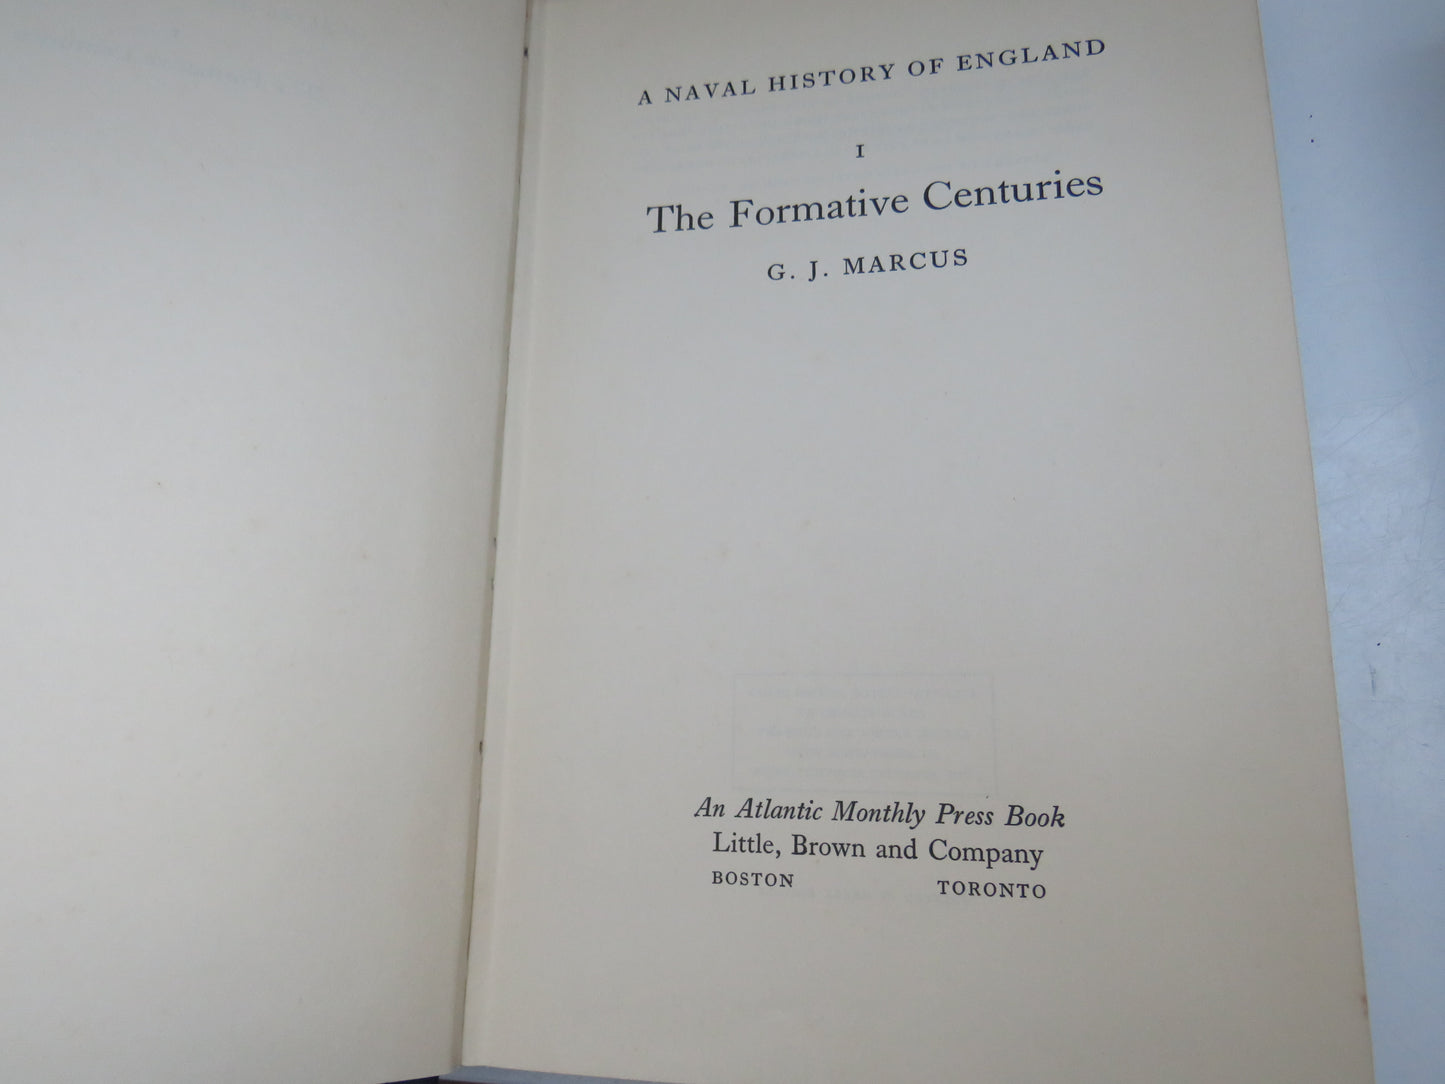 A NAVAL HISTORY OF ENGLAND
I
The Formative Centuries
G. J. MARCUS
An Atlantic Monthly Press Book
Little, Brown and Company
BOSTON TORONTO